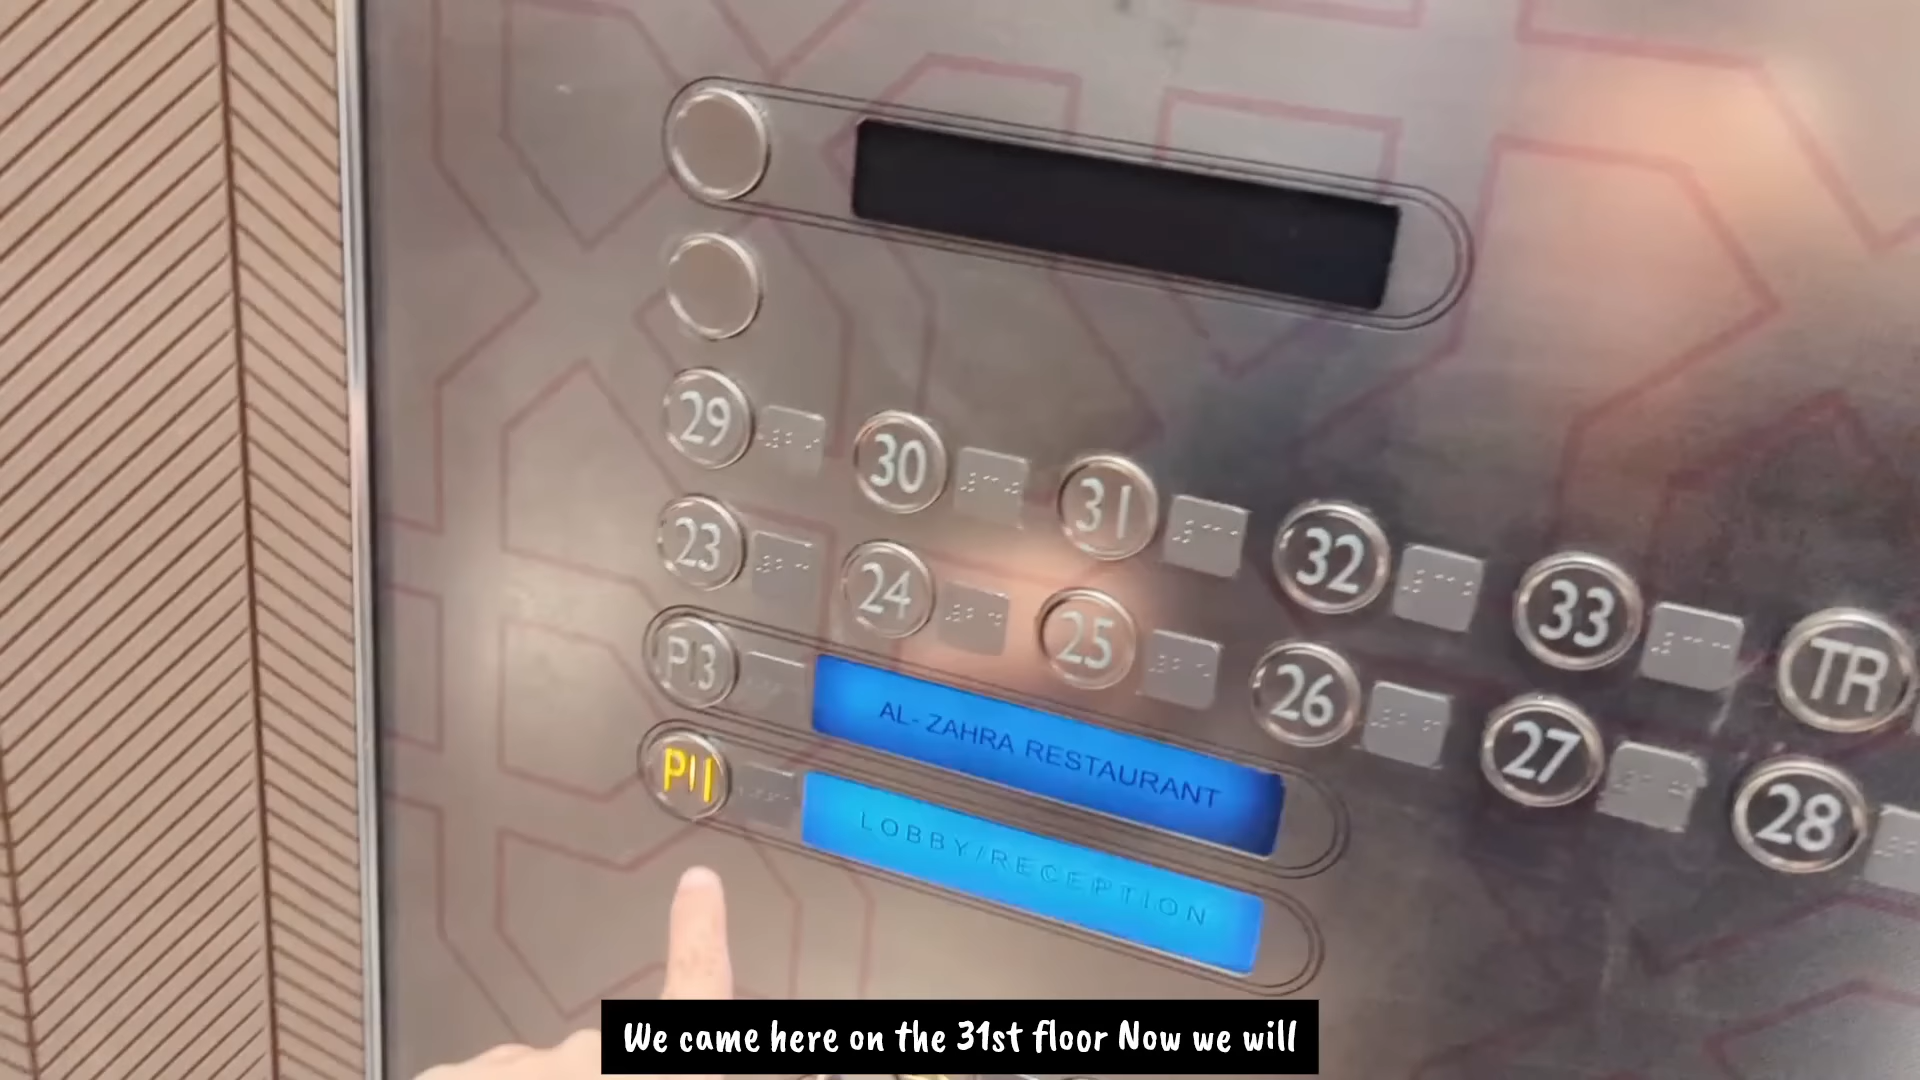 29 30 31 32 33 TR
23 24 25 26 27 28
P13 AL-ZAHRA RESTAURANT
P11 LOBBY/RECEPTION
We came here on the 31st floor Now we will